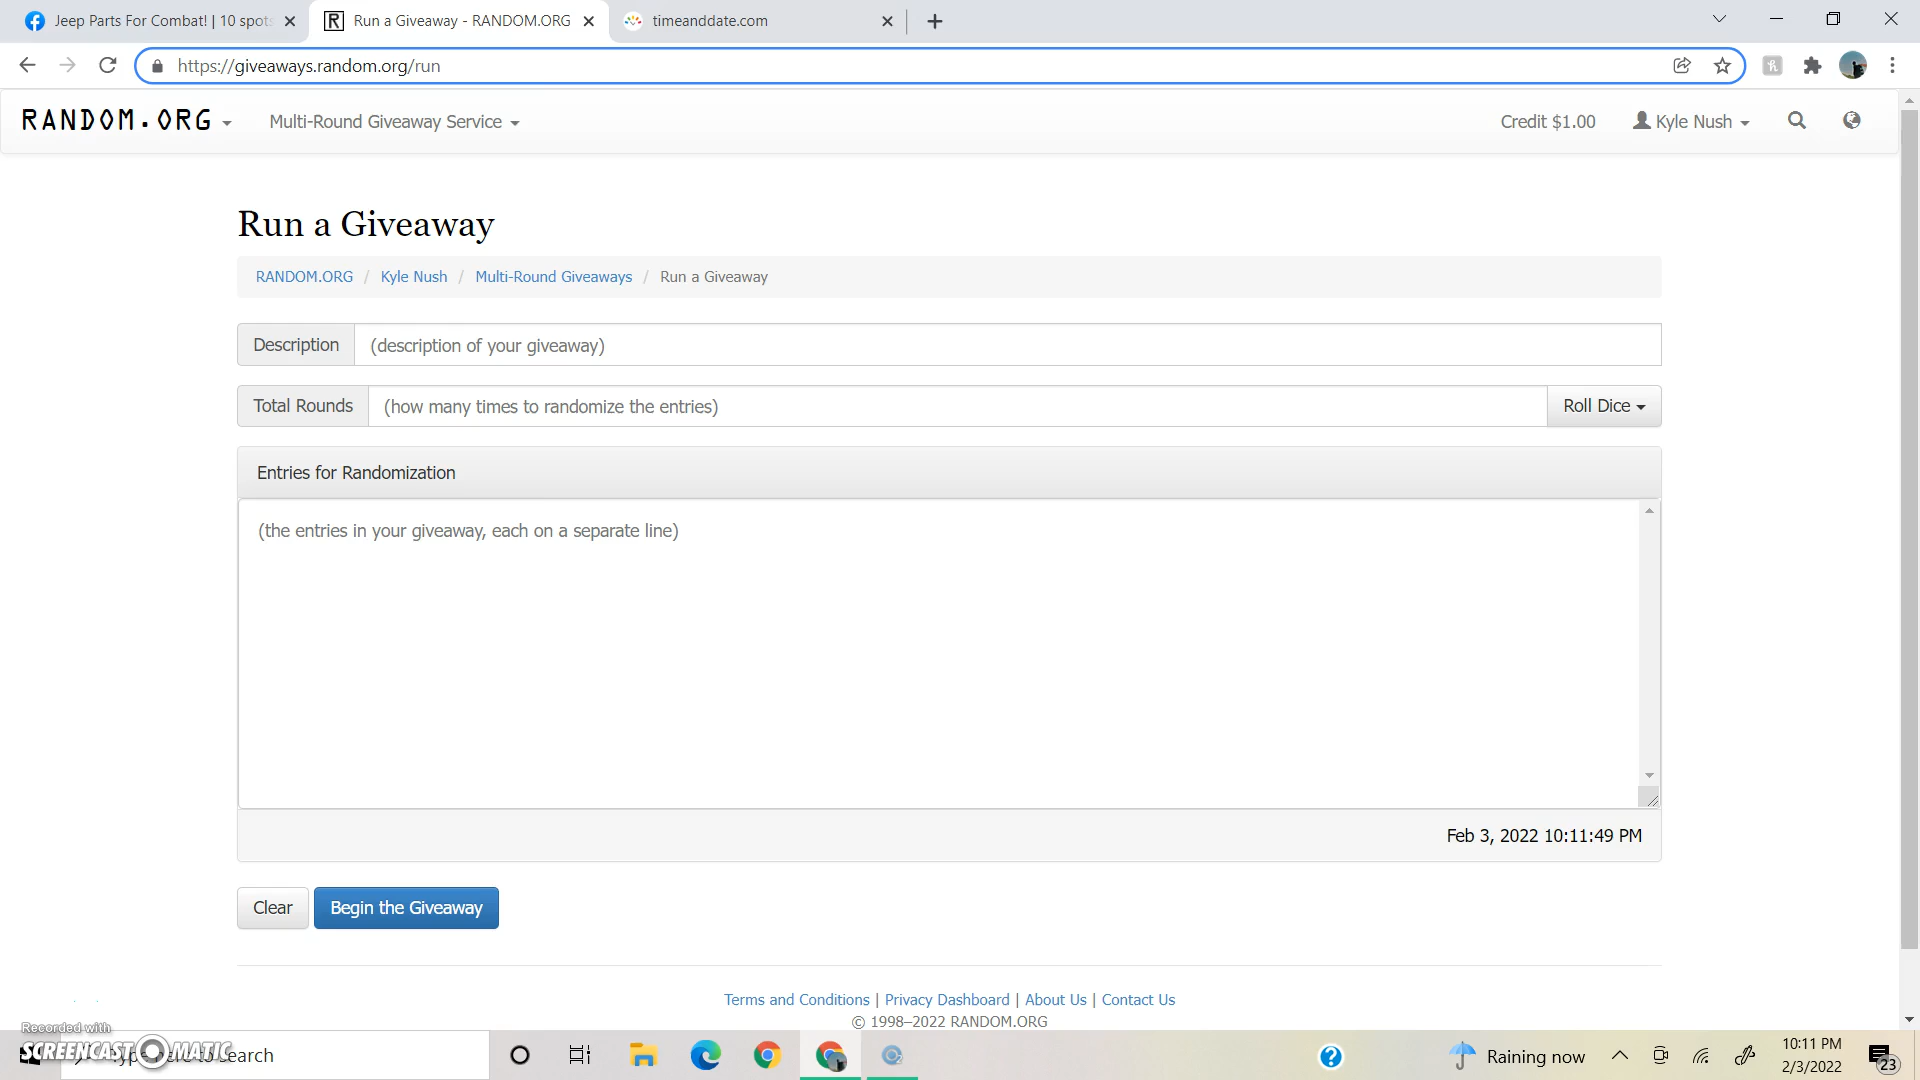 Jeep Parts For Combat! | 10 spots
Run a Giveaway - RANDOM.ORG
timeanddate.com
https://giveaways.random.org/run
RANDOM.ORG
Multi-Round Giveaway Service
Credit $1.00
Kyle Nush
Run a Giveaway
RANDOM.ORG / Kyle Nush / Multi-Round Giveaways / Run a Giveaway
Description
(description of your giveaway)
Total Rounds
(how many times to randomize the entries)
Roll Dice
Entries for Randomization
(the entries in your giveaway, each on a separate line)
Feb 3, 2022 10:11:49 PM
Clear
Begin the Giveaway
Terms and Conditions | Privacy Dashboard | About Us | Contact Us
© 1998–2022 RANDOM.ORG
Recorded with
SCREENCAST-O-MATIC
Type here to search
Raining now
10:11 PM
2/3/2022
23